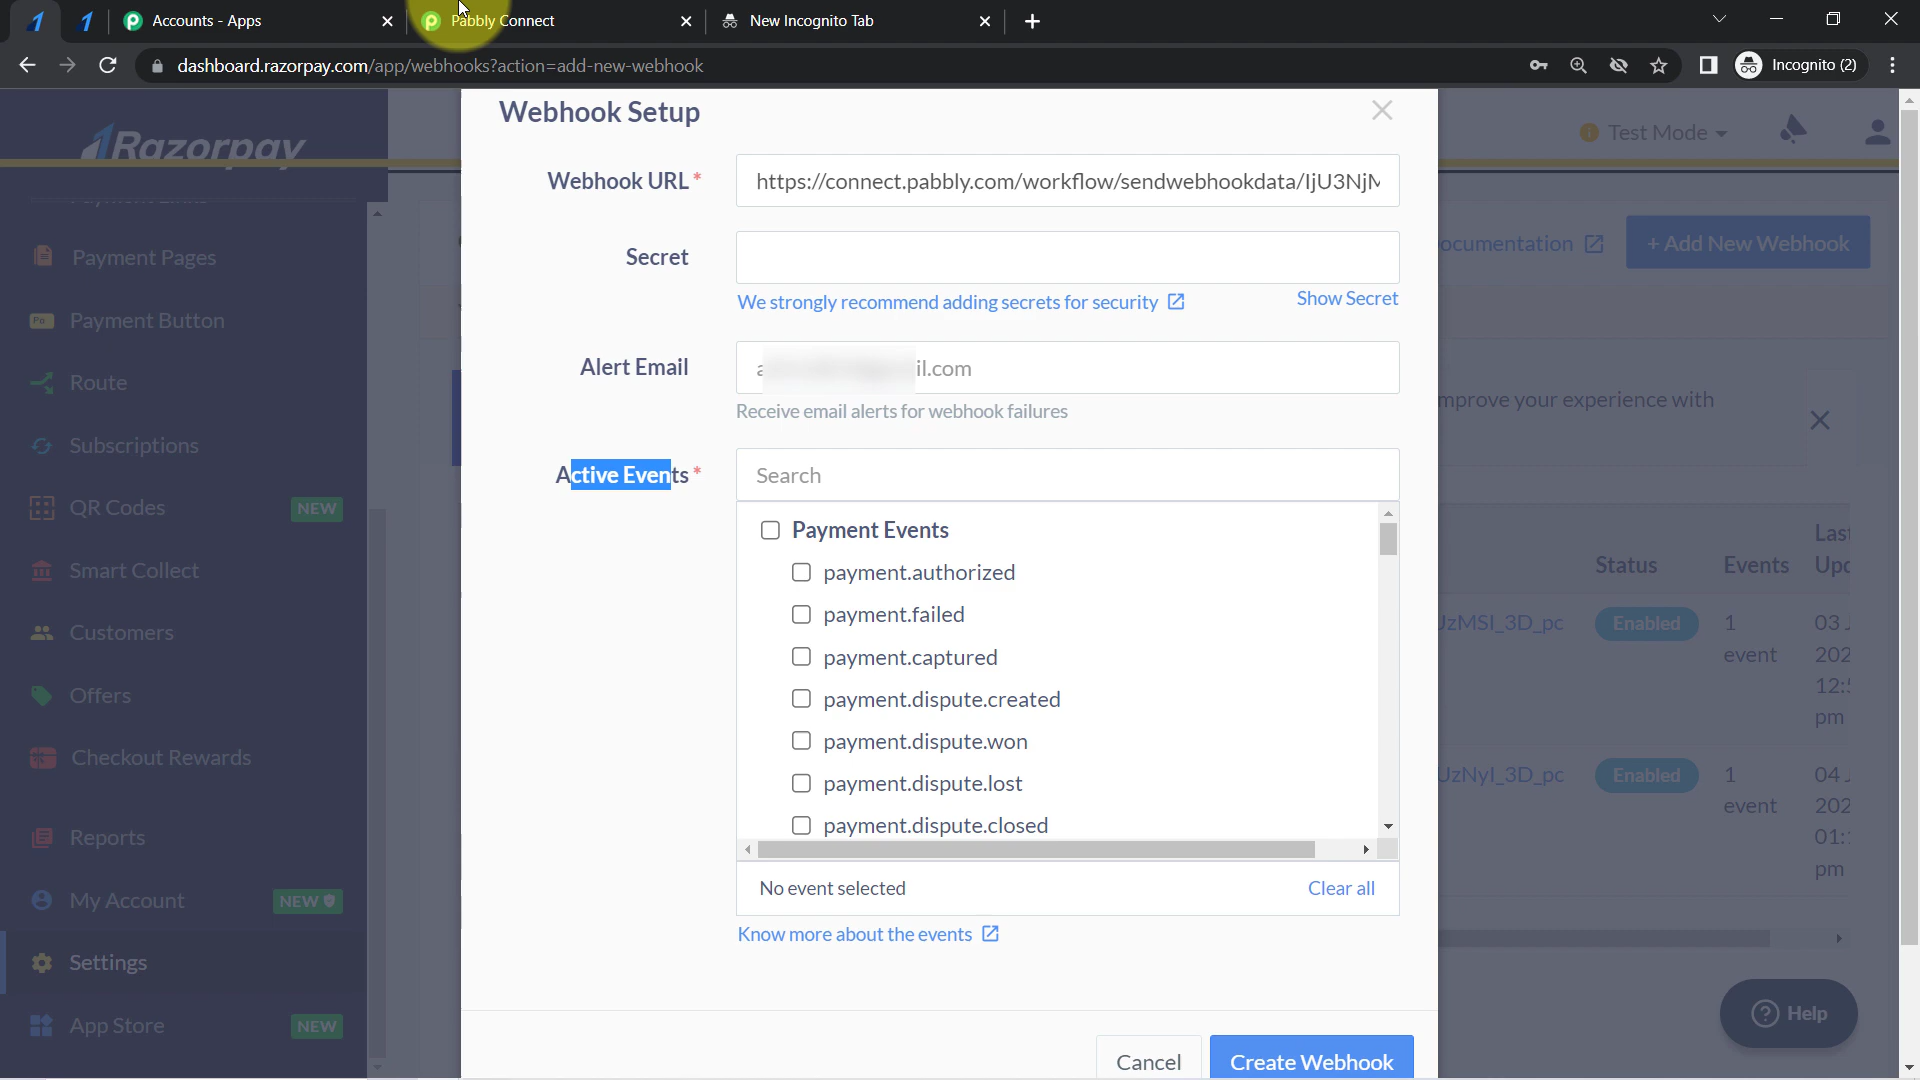 Accounts - Apps
Pabbly Connect
New Incognito Tab
dashboard.razorpay.com/app/webhooks?action=add-new-webhook
Incognito (2)
Razorpay
Payment Pages
Payment Button
Route
Subscriptions
QR Codes NEW
Smart Collect
Customers
Offers
Checkout Rewards
Reports
My Account NEW
Settings
App Store NEW
Webhook Setup
Webhook URL* https://connect.pabbly.com/workflow/sendwebhookdata/IjU3NjM
Secret
We strongly recommend adding secrets for security Show Secret
Alert Email il.com
Receive email alerts for webhook failures
Active Events* Search
Payment Events
payment.authorized
payment.failed
payment.captured
payment.dispute.created
payment.dispute.won
payment.dispute.lost
payment.dispute.closed
No event selected Clear all
Know more about the events
Cancel Create Webhook
Test Mode
ocumentation + Add New Webhook
mprove your experience with
Status Events
JzMSI_3D_pc Enabled 1 event
UzNyI_3D_pc Enabled 1 event
Help